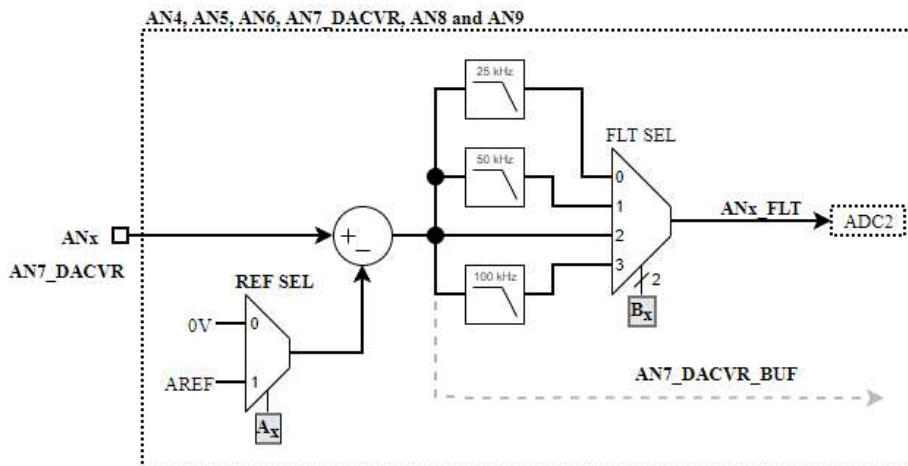 AN4, AN5, AN6, AN7_DACVR, AN8 and AN9
25 kHz
FLT SEL
50 kHz
0
1
ANx_FLT
ADC2
ANx
+
-
2
AN7_DACVR
REF SEL
3
100 kHz
2
0V
0
Bx
AN7_DACVR_BUF
AREF
1
Ax